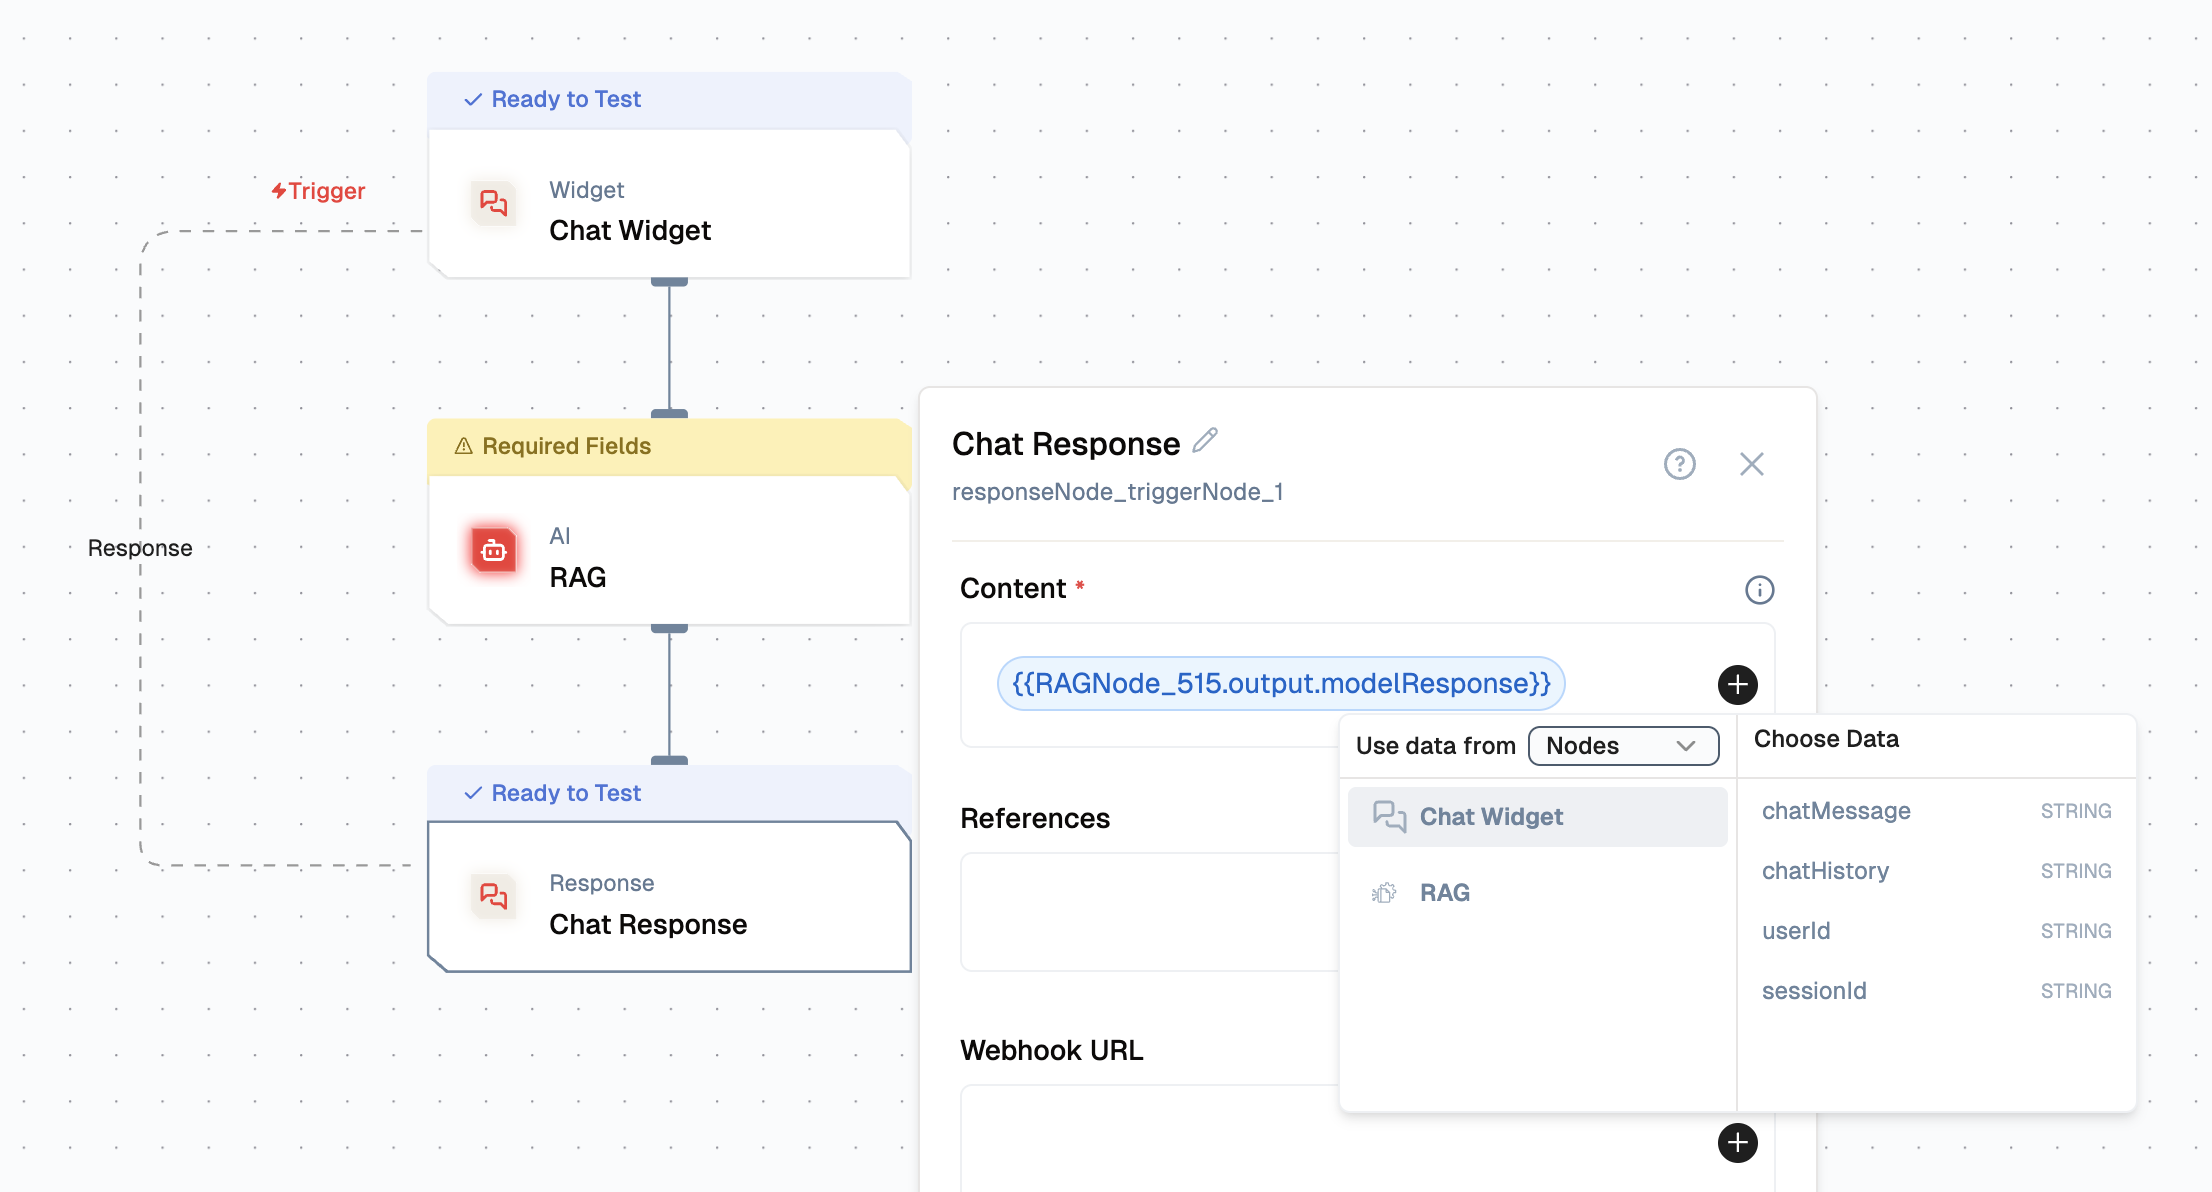 Ready to Test
Trigger
Widget
Chat Widget
Required Fields
AI
RAG
Response
Ready to Test
Response
Chat Response
Chat Response
responseNode_triggerNode_1
Content *
{{RAGNode_515.output.modelResponse}}
Use data from Nodes
Choose Data
Chat Widget
RAG
chatMessage STRING
chatHistory STRING
userId STRING
sessionId STRING
References
Webhook URL